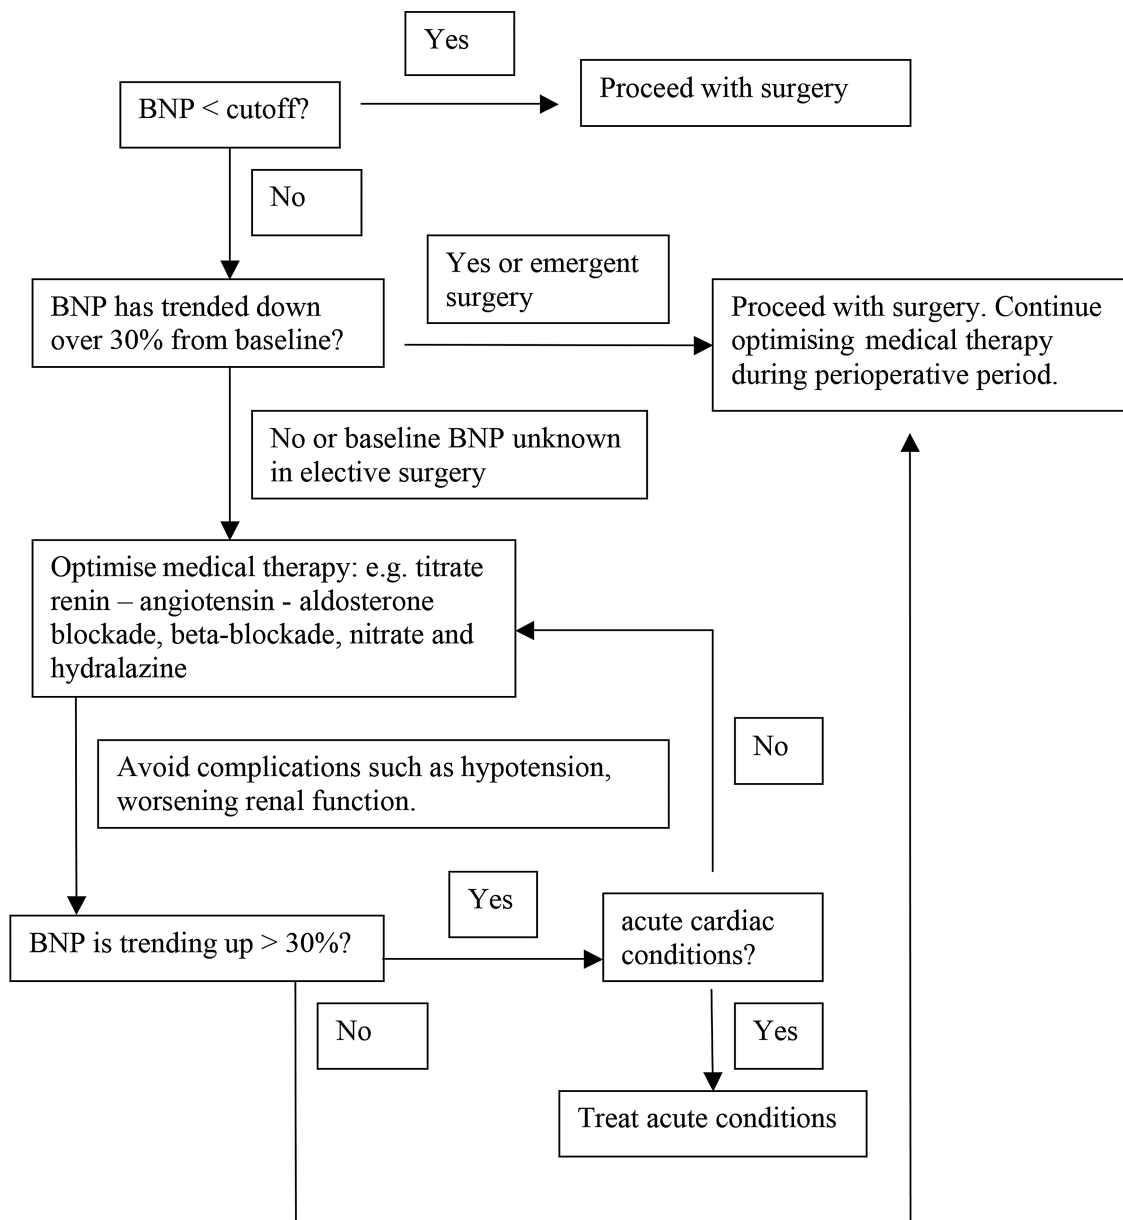 Yes
Proceed with surgery
BNP < cutoff?
No
Yes or emergent
surgery
BNP has trended down
over 30% from baseline?
Proceed with surgery. Continue
optimising medical therapy
during perioperative period.
No or baseline BNP unknown
in elective surgery
Optimise medical therapy: e.g. titrate
renin – angiotensin - aldosterone
blockade, beta-blockade, nitrate and
hydralazine
No
Avoid complications such as hypotension,
worsening renal function.
Yes
acute cardiac
conditions?
BNP is trending up > 30%?
No
Yes
Treat acute conditions